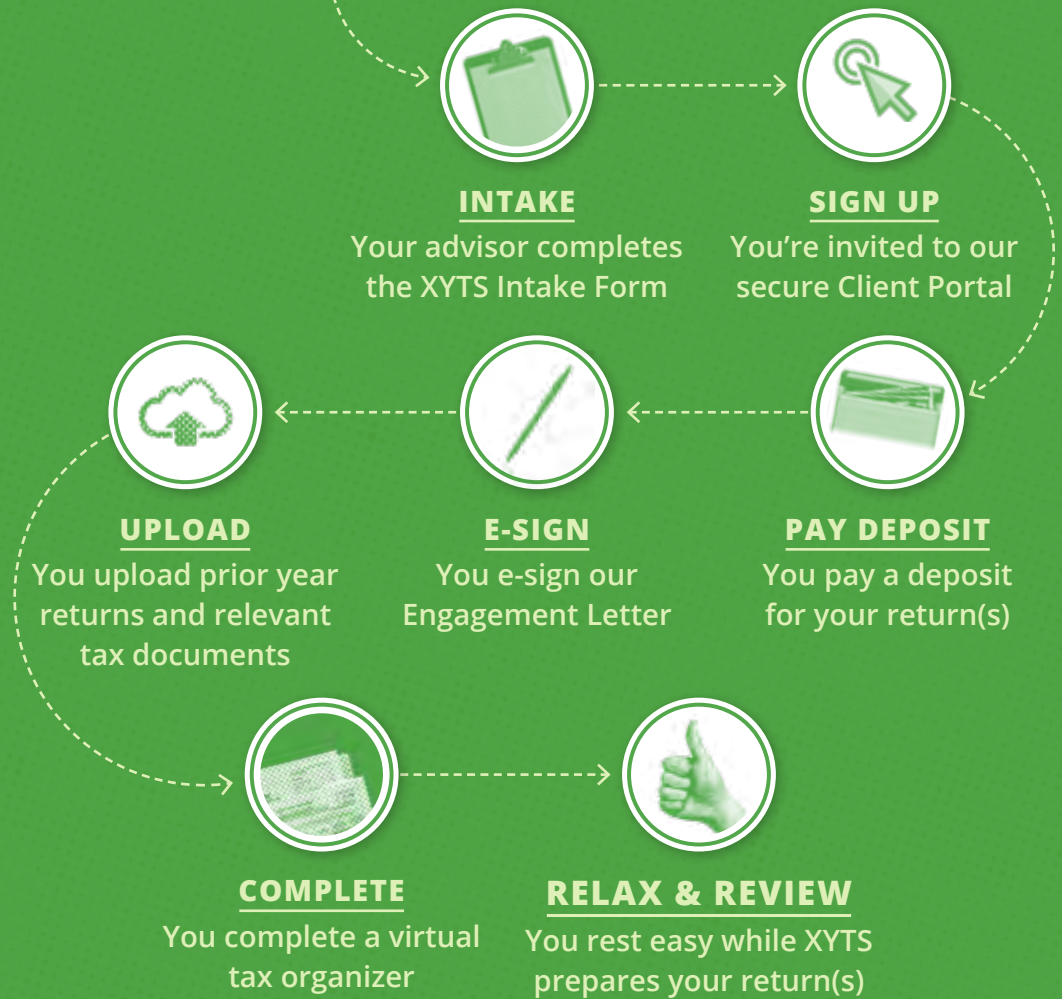 INTAKE
Your advisor completes
the XYTS Intake Form
SIGN UP
You’re invited to our
secure Client Portal
PAY DEPOSIT
You pay a deposit
for your return(s)
E-SIGN
You e-sign our
Engagement Letter
UPLOAD
You upload prior year
returns and relevant
tax documents
COMPLETE
You complete a virtual
tax organizer
RELAX & REVIEW
You rest easy while XYTS
prepares your return(s)